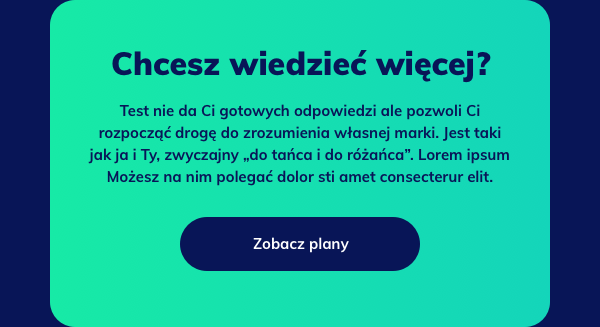 Chcesz wiedzieć więcej?
Test nie da Ci gotowych odpowiedzi ale pozwoli Ci
rozpocząć drogę do zrozumienia własnej marki. Jest taki
jak ja i Ty, zwyczajny „do tańca i do różańca”. Lorem ipsum
Możesz na nim polegać dolor sti amet consecterur elit.
Zobacz plany